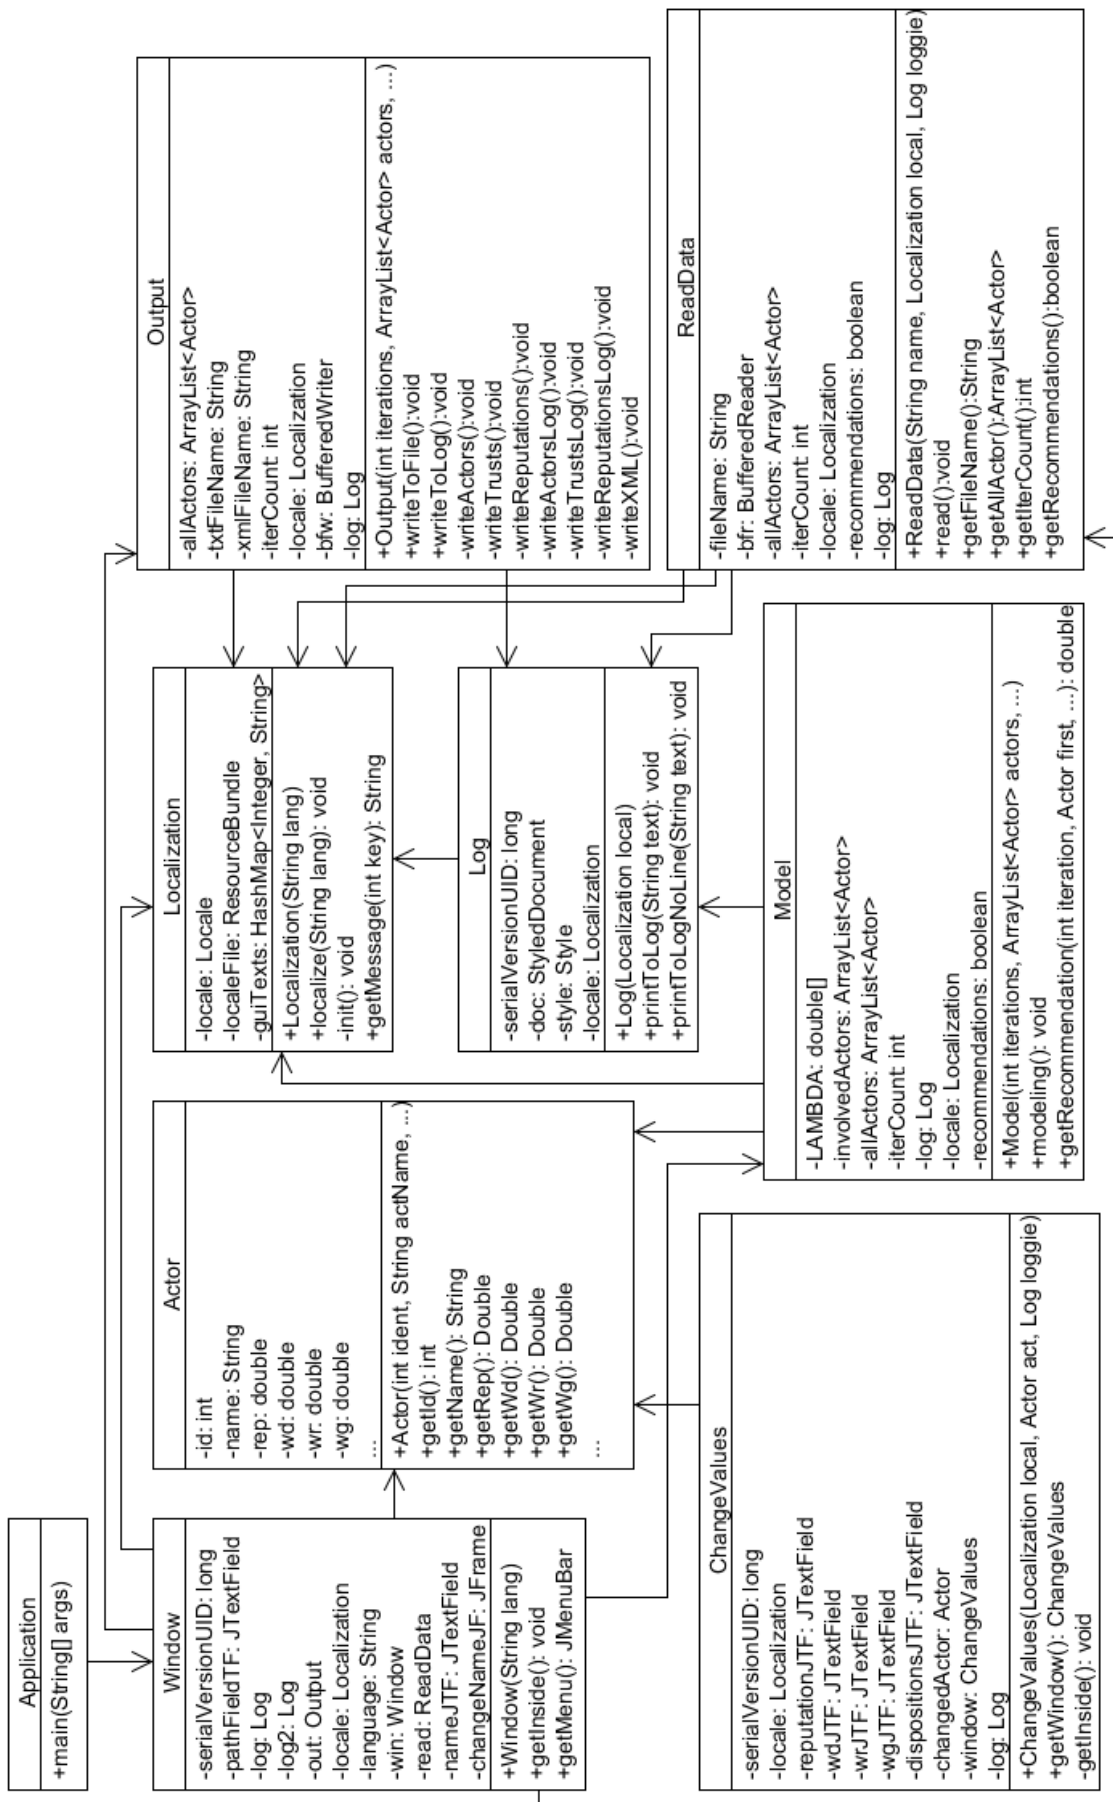 Application
+main(String[] args)
Window
-serialVersionUID: long
-pathFieldTF: JTextField
-log: Log
-log2: Log
-out: Output
-locale: Localization
-language: String
-win: Window
-read: ReadData
-nameJTF: JTextField
-changeNameJF: JFrame
+Window(String lang)
+getInside(): void
+getMenu(): JMenuBar
Actor
-id: int
-name: String
-rep: double
-wd: double
-wr: double
-wg: double
...
+Actor(int ident, String actName, ...)
+getId(): int
+getName(): String
+getRep(): Double
+getWd(): Double
+getWr(): Double
+getWg(): Double
...
Localization
-locale: Locale
-localeFile: ResourceBundle
-guiTexts: HashMap<Integer, String>
+Localization(String lang)
+localize(String lang): void
-init(): void
+getMessage(int key): String
Output
-allActors: ArrayList<Actor>
-txtFileName: String
-xmlFileName: String
-iterCount: int
-locale: Localization
-bfw: BufferedWriter
-log: Log
+Output(int iterations, ArrayList<Actor> actors, ...)
+writeToFile():void
+writeToLog():void
-writeActors():void
-writeTrusts():void
-writeReputations():void
-writeActorsLog():void
-writeTrustsLog():void
-writeReputationsLog():void
-writeXML():void
Log
-serialVersionUID: long
-doc: StyledDocument
-style: Style
-locale: Localization
+Log(Localization local)
+printToLog(String text): void
+printToLogNoLine(String text): void
ChangeValues
-serialVersionUID: long
-locale: Localization
-reputationJTF: JTextField
-wdJTF: JTextField
-wrJTF: JTextField
-wgJTF: JTextField
-dispositionsJTF: JTextField
-changedActor: Actor
-window: ChangeValues
-log: Log
+ChangeValues(Localization local, Actor act, Log loggie)
+getWindow(): ChangeValues
-getInside(): void
Model
-LAMBDA: double[]
-involvedActors: ArrayList<Actor>
-allActors: ArrayList<Actor>
-iterCount: int
-log: Log
-locale: Localization
-recommendations: boolean
+Model(int iterations, ArrayList<Actor> actors, ...)
+modeling(): void
+getRecommendation(int iteration, Actor first, ...): double
ReadData
-fileName: String
-bfr: BufferedReader
-allActors: ArrayList<Actor>
-iterCount: int
-locale: Localization
-recommendations: boolean
-log: Log
+ReadData(String name, Localization local, Log loggie)
+read():void
+getFileName():String
+getAllActor():ArrayList<Actor>
+getIterCount():int
+getRecommendations():boolean